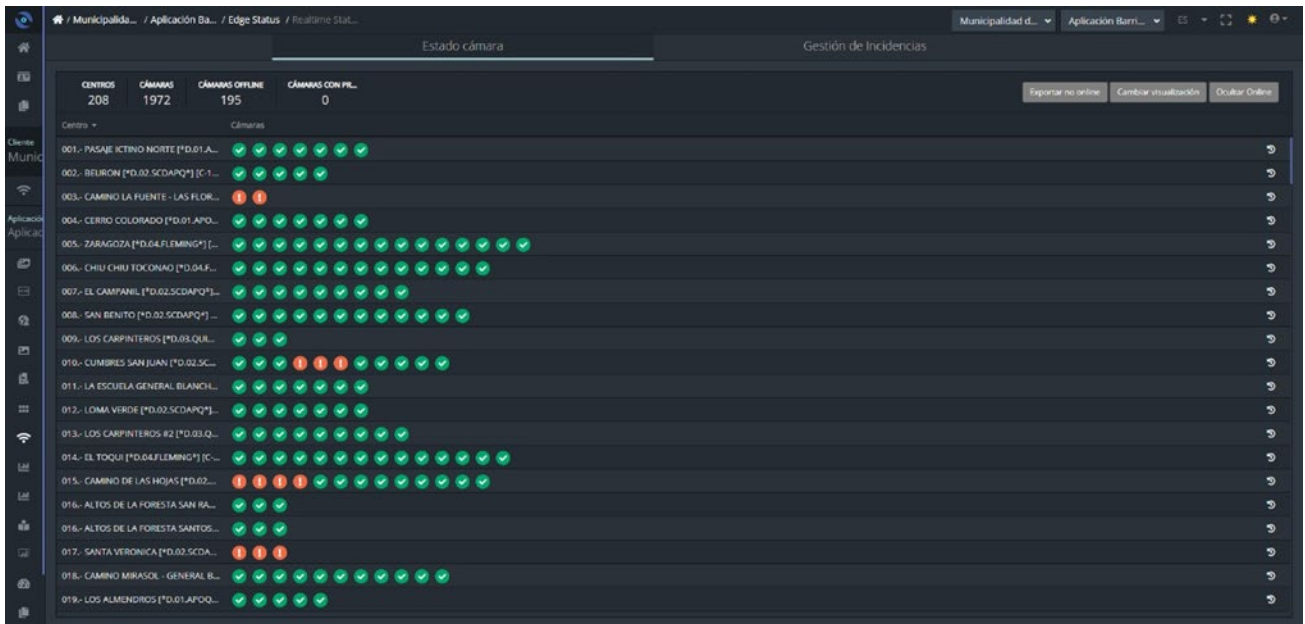 / Municipalida... / Aplicación Ba... / Edge Status / Realtime Stat...
Municipalidad d... Aplicación Barri... ES
Estado cámara Gestión de Incidencias
CENTROS CÁMARAS CÁMARAS OFFLINE CÁMARAS CON PR...
208 1972 195 0
Exportar no online Cambiar visualización Ocultar Online
Centro Cámaras
Cliente
Munic
Aplicació
Aplicac
001.- PASAJE ICTINO NORTE [*D.01.A...
002.- BEURON [*D.02.SCDAPQ*] [C-1...
003.- CAMINO LA FUENTE - LAS FLOR...
004.- CERRO COLORADO [*D.01.APO...
005.- ZARAGOZA [*D.04.FLEMING*] [...
006.- CHIU CHIU TOCONAO [*D.04.F...
007.- EL CAMPANIL [*D.02.SCDAPQ*]...
008.- SAN BENITO [*D.02.SCDAPQ*] ...
009.- LOS CARPINTEROS [*D.03.QUI...
010.- CUMBRES SAN JUAN [*D.02.SC...
011.- LA ESCUELA GENERAL BLANCH...
012.- LOMA VERDE [*D.02.SCDAPQ*]...
013.- LOS CARPINTEROS #2 [*D.03.Q...
014.- EL TOQUI [*D.04.FLEMING*] [C-...
015.- CAMINO DE LAS HOJAS [*D.02....
016.- ALTOS DE LA FORESTA SAN RA...
016.- ALTOS DE LA FORESTA SANTOS...
017.- SANTA VERONICA [*D.02.SCDA...
018.- CAMINO MIRASOL - GENERAL B...
019.- LOS ALMENDROS [*D.01.APOQ...